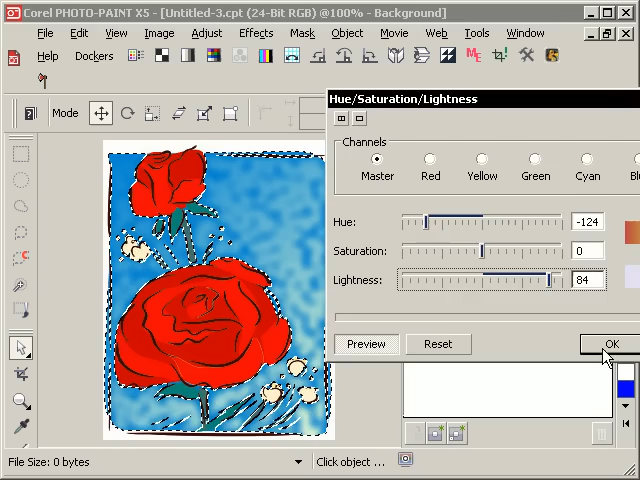 Corel PHOTO-PAINT X5 - [Untitled-3.cpt (24-Bit RGB) @100% - Background]
File Edit View Image Adjust Effects Mask Object Movie Web Tools Window
Help Dockers
Mode
Hue/Saturation/Lightness
Channels
Master Red Yellow Green Cyan
Hue: -124
Saturation: 0
Lightness: 84
Preview Reset OK
File Size: 0 bytes Click object ...